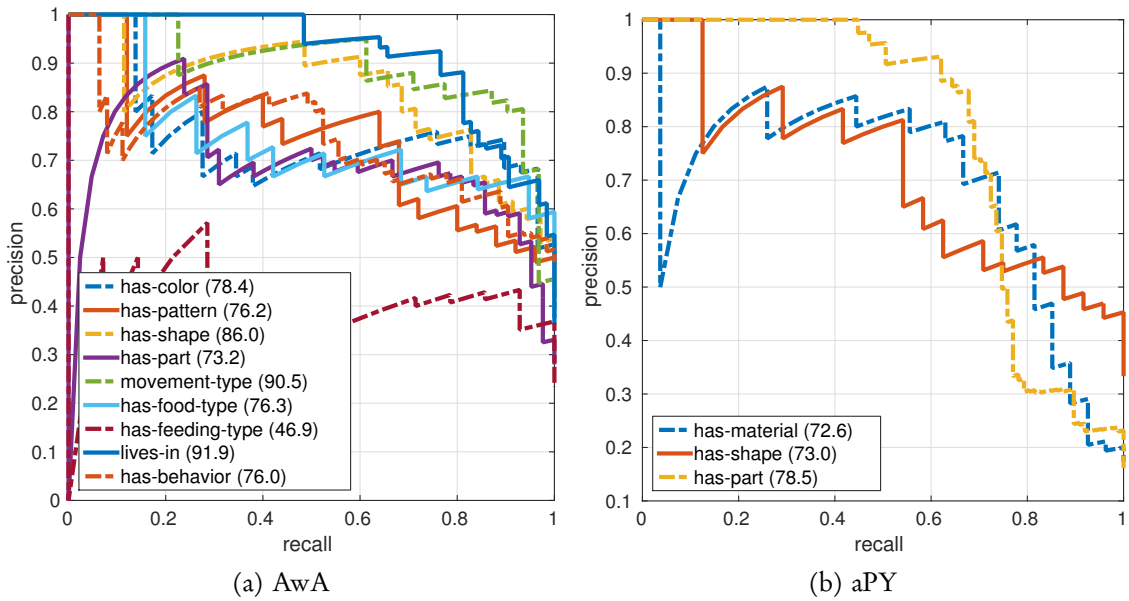 1
0.9
0.8
0.7
0.6
0.5
0.4
0.3
0.2
0.1
0
precision
0 0.2 0.4 0.6 0.8 1
recall
has-color (78.4)
has-pattern (76.2)
has-shape (86.0)
has-part (73.2)
movement-type (90.5)
has-food-type (76.3)
has-feeding-type (46.9)
lives-in (91.9)
has-behavior (76.0)
(a) AwA
1
0.9
0.8
0.7
0.6
0.5
0.4
0.3
0.2
0.1
precision
0 0.2 0.4 0.6 0.8 1
recall
has-material (72.6)
has-shape (73.0)
has-part (78.5)
(b) aPY